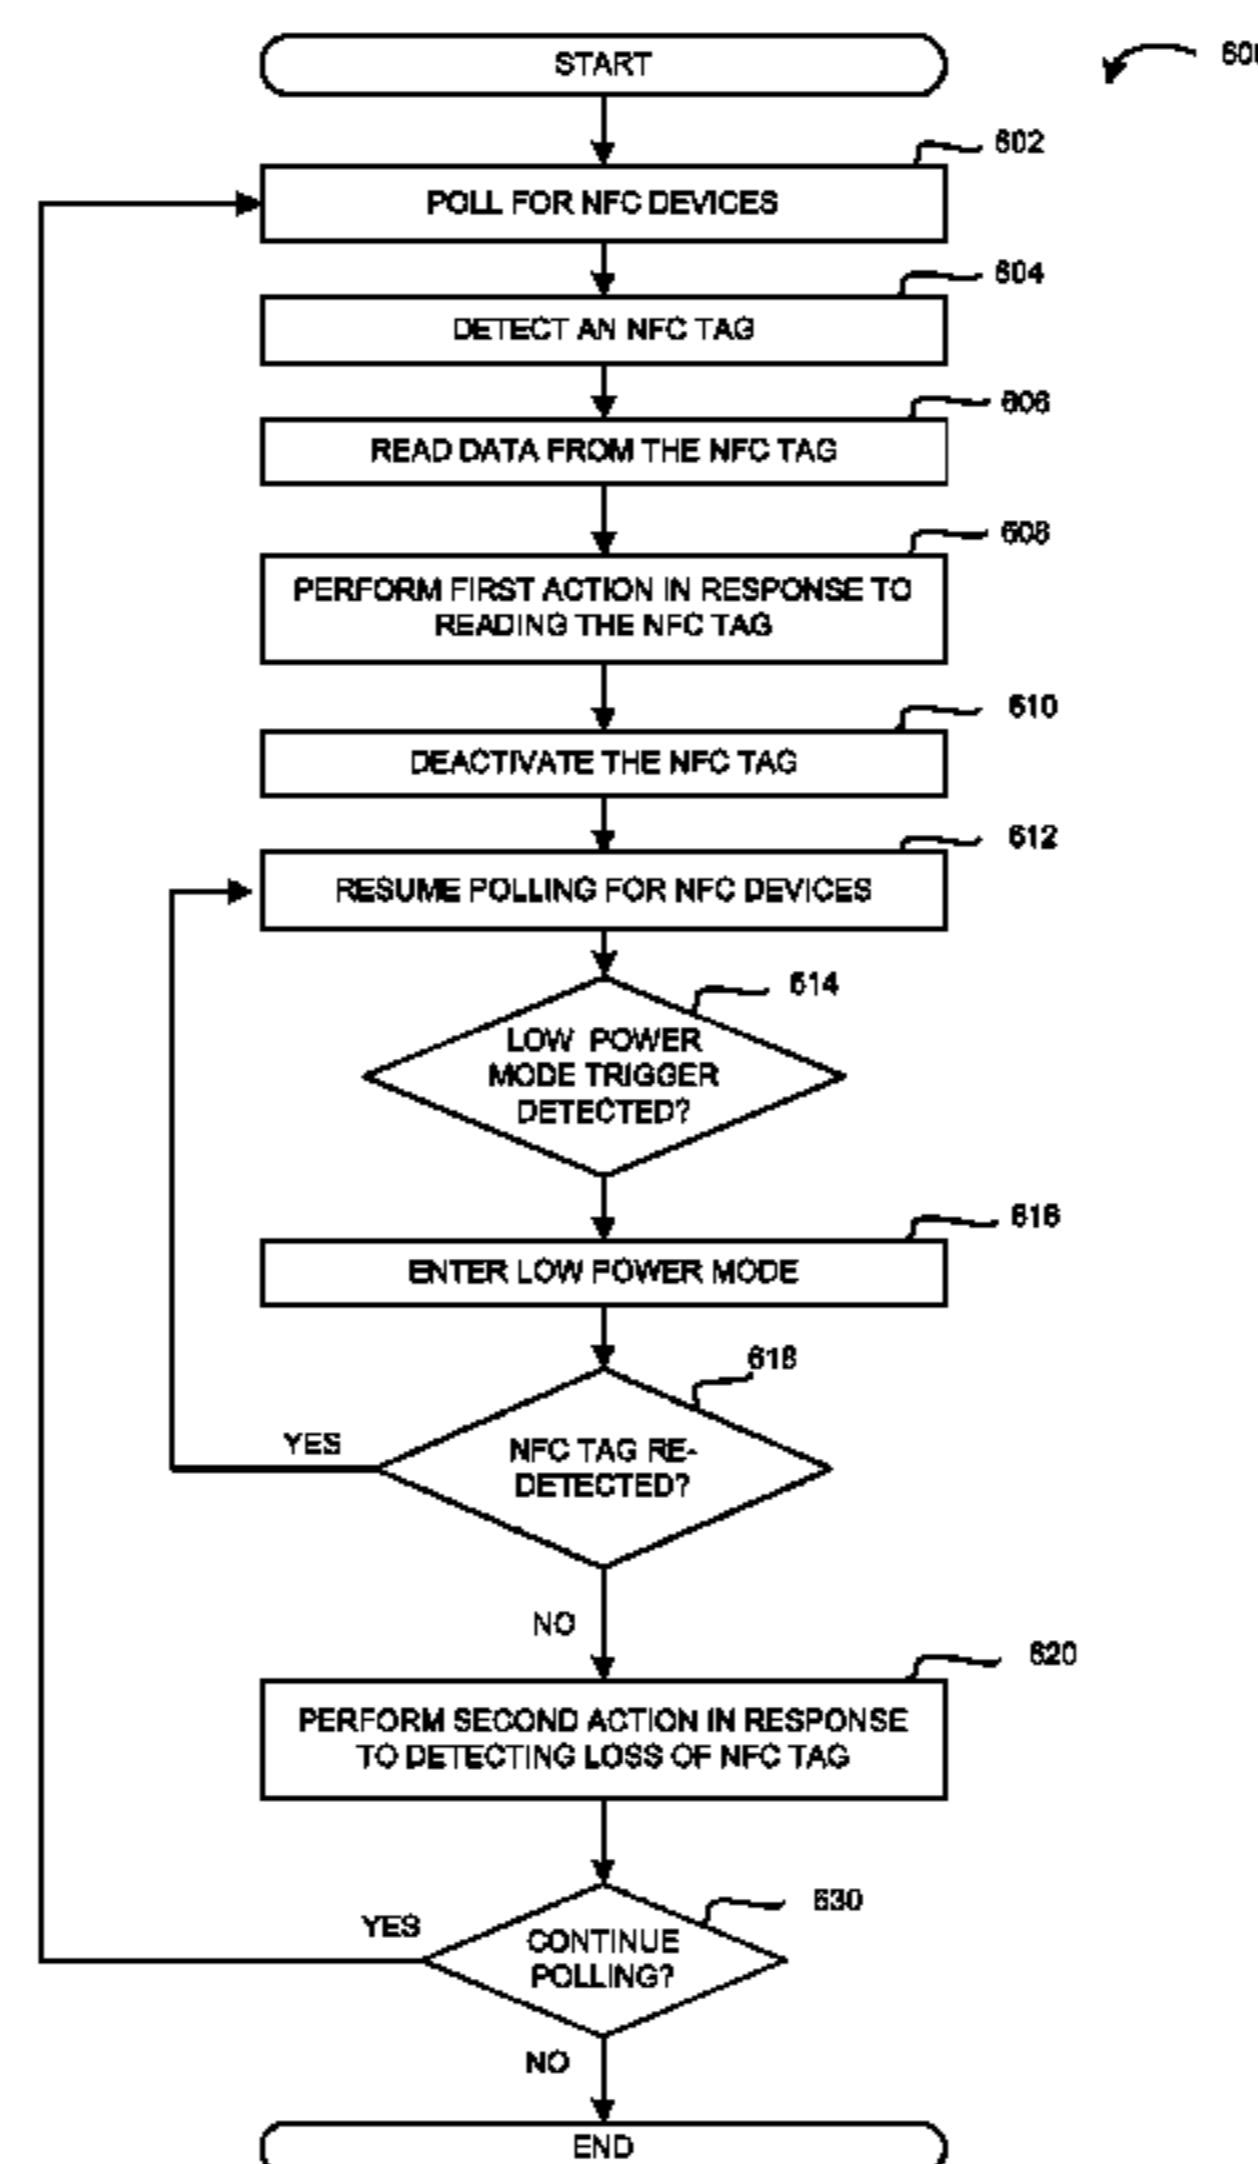 START
602
POLL FOR NFC DEVICES
604
DETECT AN NFC TAG
606
READ DATA FROM THE NFC TAG
608
PERFORM FIRST ACTION IN RESPONSE TO
READING THE NFC TAG
610
DEACTIVATE THE NFC TAG
612
RESUME POLLING FOR NFC DEVICES
614
LOW POWER
MODE TRIGGER
DETECTED?
616
ENTER LOW POWER MODE
618
YES
NFC TAG RE-
DETECTED?
NO
620
PERFORM SECOND ACTION IN RESPONSE
TO DETECTING LOSS OF NFC TAG
630
YES
CONTINUE
POLLING?
NO
END